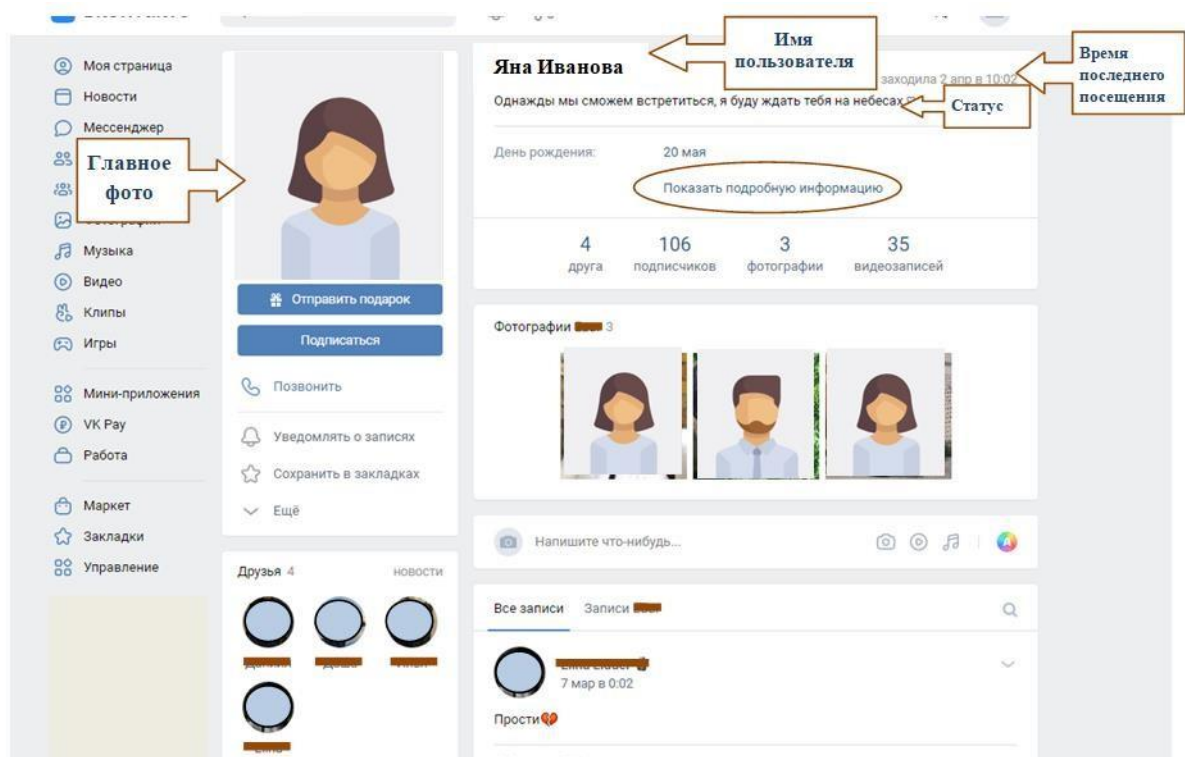 Моя страница
Новости
Мессенджер
Музыка
Видео
Клипы
Игры
Мини-приложения
VK Pay
Работа
Маркет
Закладки
Управление
Главное
фото
Отправить подарок
Подписаться
Позвонить
Уведомлять о записях
Сохранить в закладках
Ещё
Друзья 4
новости
Яна Иванова
Имя
пользователя
заходила 2 апр в 10:02
Время
последнего
посещения
Однажды мы сможем встретиться, я буду ждать тебя на небесах
Статус
День рождения: 20 мая
Показать подробную информацию
4 106 3 35
друга подписчиков фотографии видеозаписей
Фотографии 3
Напишите что-нибудь...
Все записи Записи
7 мар в 0:02
Прости💔